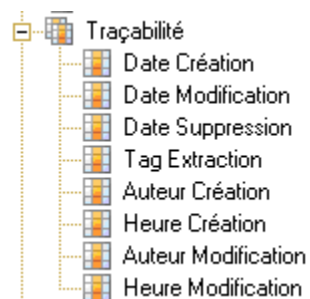 Traçabilité
Date Création
Date Modification
Date Suppression
Tag Extraction
Auteur Création
Heure Création
Auteur Modification
Heure Modification